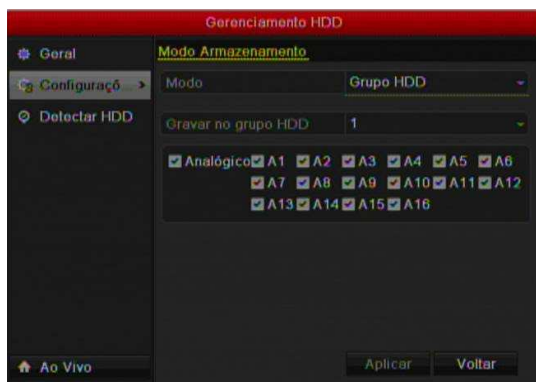 Gerenciamento HDD
Geral
Configuraçõ... >
Detectar HDD
Ao Vivo
Modo Armazenamento
Modo Grupo HDD
Gravar no grupo HDD 1
Analógico A1 A2 A3 A4 A5 A6
A7 A8 A9 A10 A11 A12
A13 A14 A15 A16
Aplicar Voltar